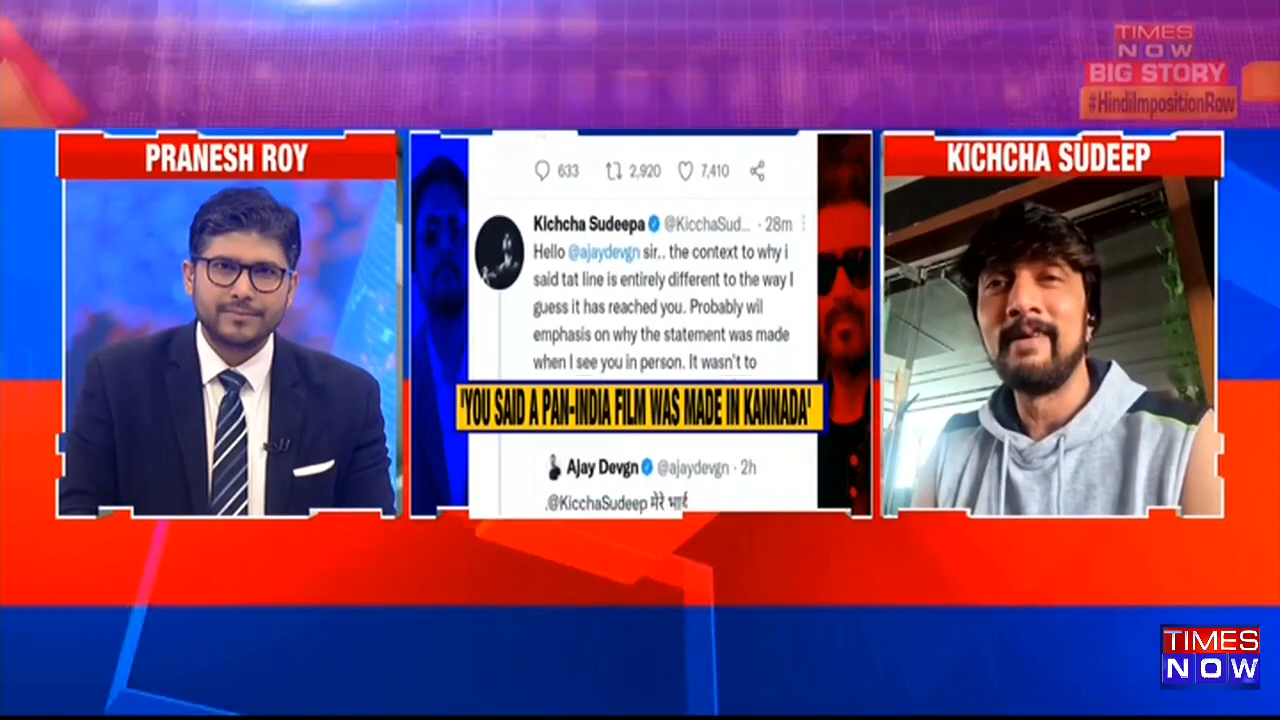 TIMES
NOW
BIG STORY
#HindiImpositionRow
PRANESH ROY
KICHCHA SUDEEP
633 2,920 7,410
Kichcha Sudeepa @KicchaSud... · 28m
Hello @ajaydevgn sir.. the context to why i
said tat line is entirely different to the way I
guess it has reached you. Probably wil
emphasis on why the statement was made
when I see you in person. It wasn't to
'YOU SAID A PAN-INDIA FILM WAS MADE IN KANNADA'
Ajay Devgn @ajaydevgn · 2h
.@KicchaSudeep मेरे भाई
TIMES
NOW